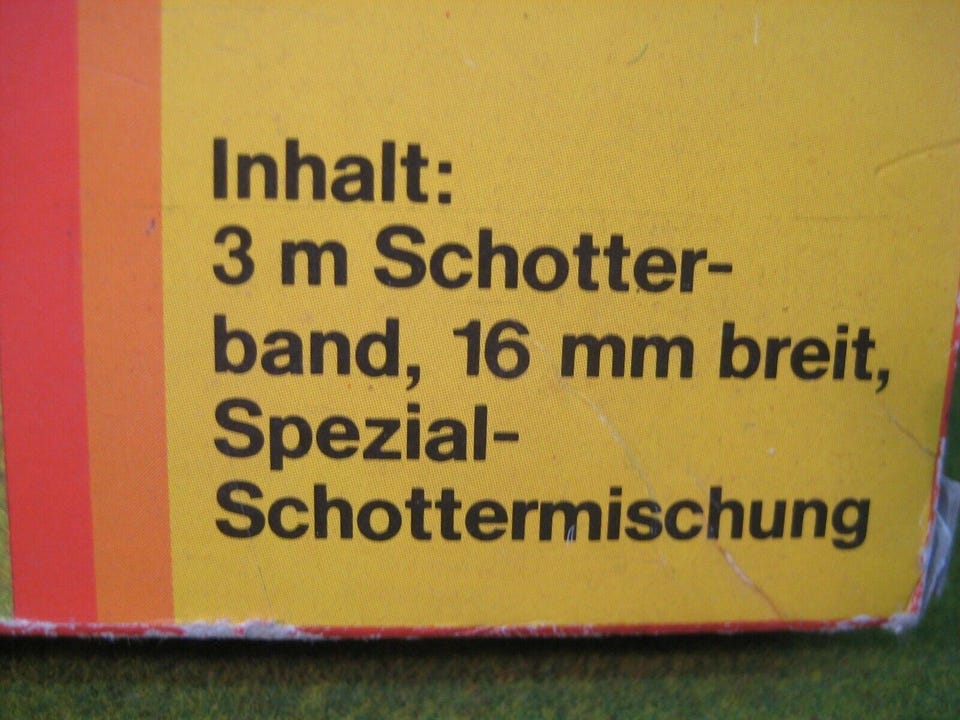 Inhalt:
3 m Schotter-
band, 16 mm breit,
Spezial-
Schottermischung